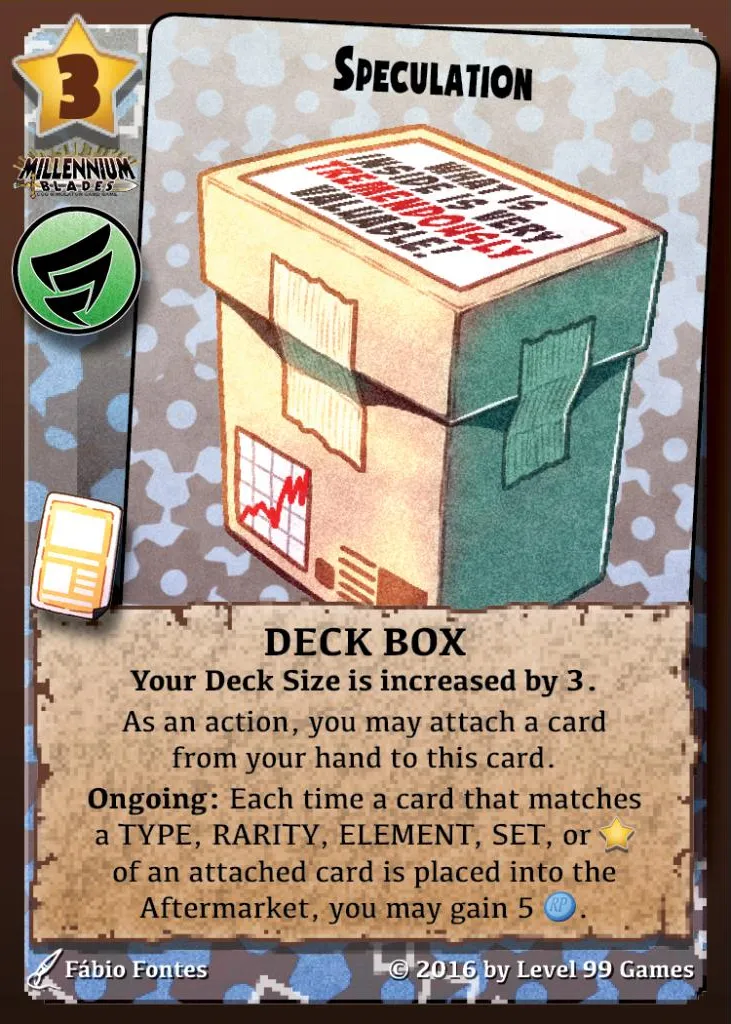 3
SPECULATION
MILLENNIUM
BLADES
WHAT IS
INSIDE IS VERY
TREMENDOUSLY
VALUABLE!
DECK BOX
Your Deck Size is increased by 3.
As an action, you may attach a card
from your hand to this card.
Ongoing: Each time a card that matches
a TYPE, RARITY, ELEMENT, SET, or
of an attached card is placed into the
Aftermarket, you may gain 5 RP.
Fábio Fontes
© 2016 by Level 99 Games